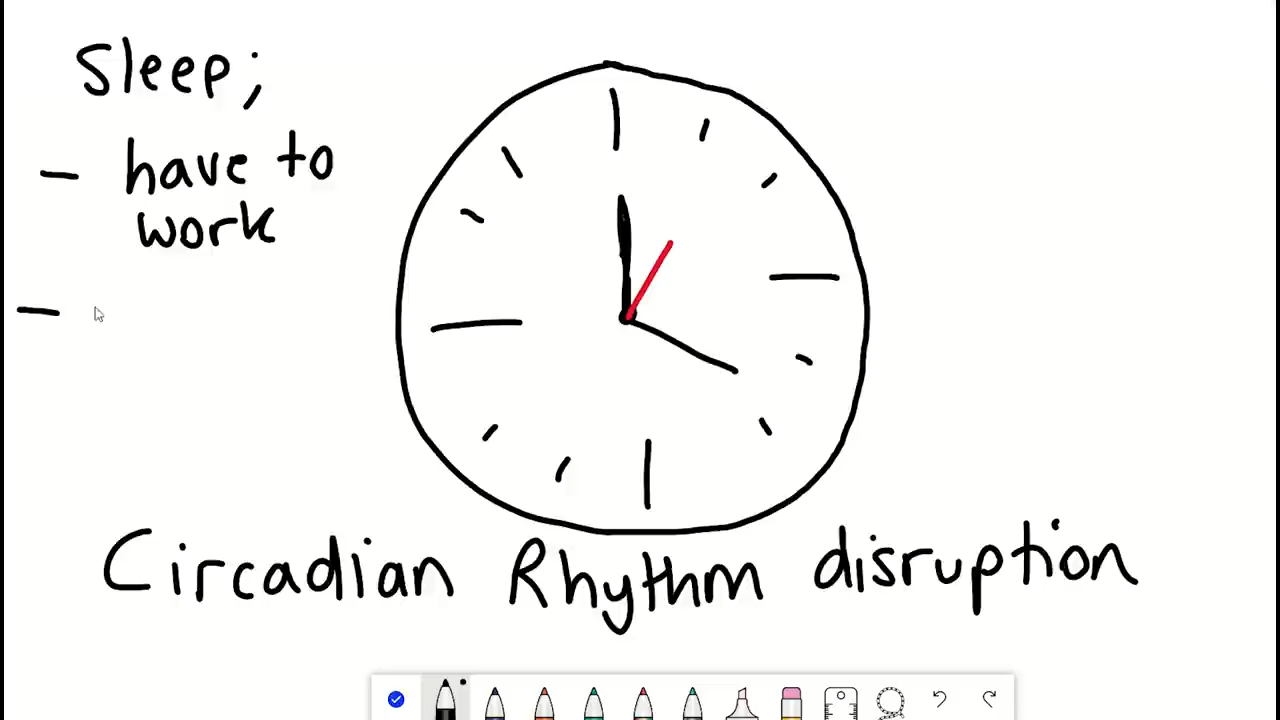 Sleep;
- have to
work
-
Circadian Rhythm disruption